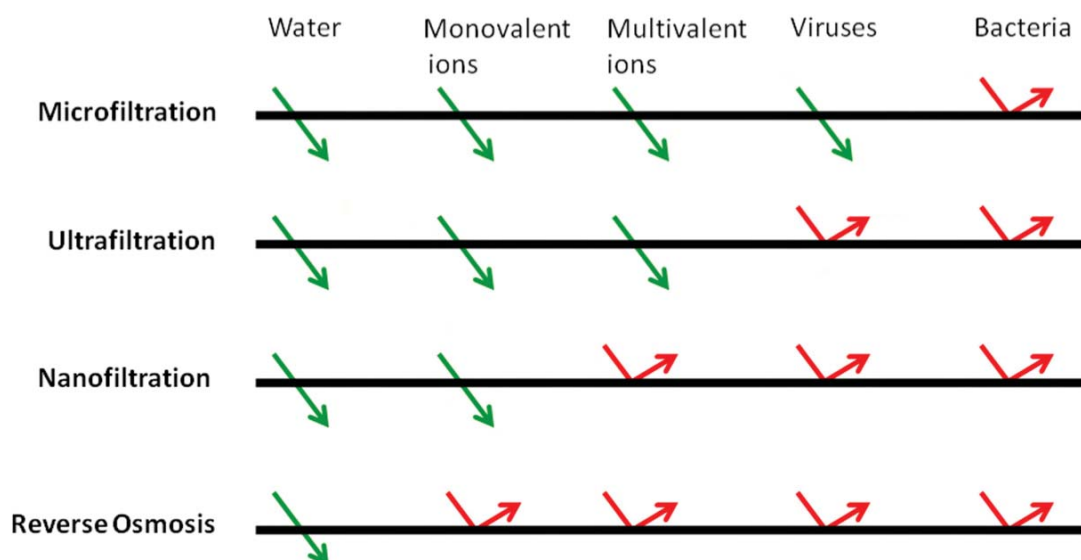 Water
Monovalent
ions
Multivalent
ions
Viruses
Bacteria
Microfiltration
Ultrafiltration
Nanofiltration
Reverse Osmosis